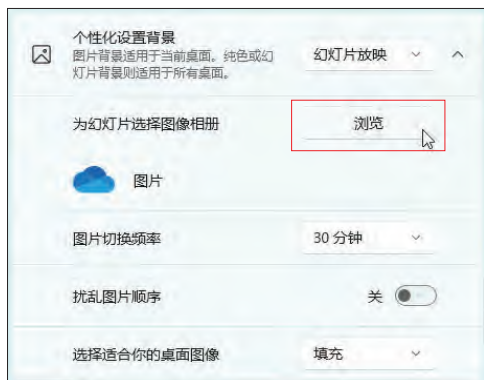 个性化设置背景
图片背景适用于当前桌面。纯色或幻
灯片背景则适用于所有桌面。
幻灯片放映
为幻灯片选择图像相册
浏览
图片
图片切换频率
30 分钟
扰乱图片顺序
关
选择适合你的桌面图像
填充